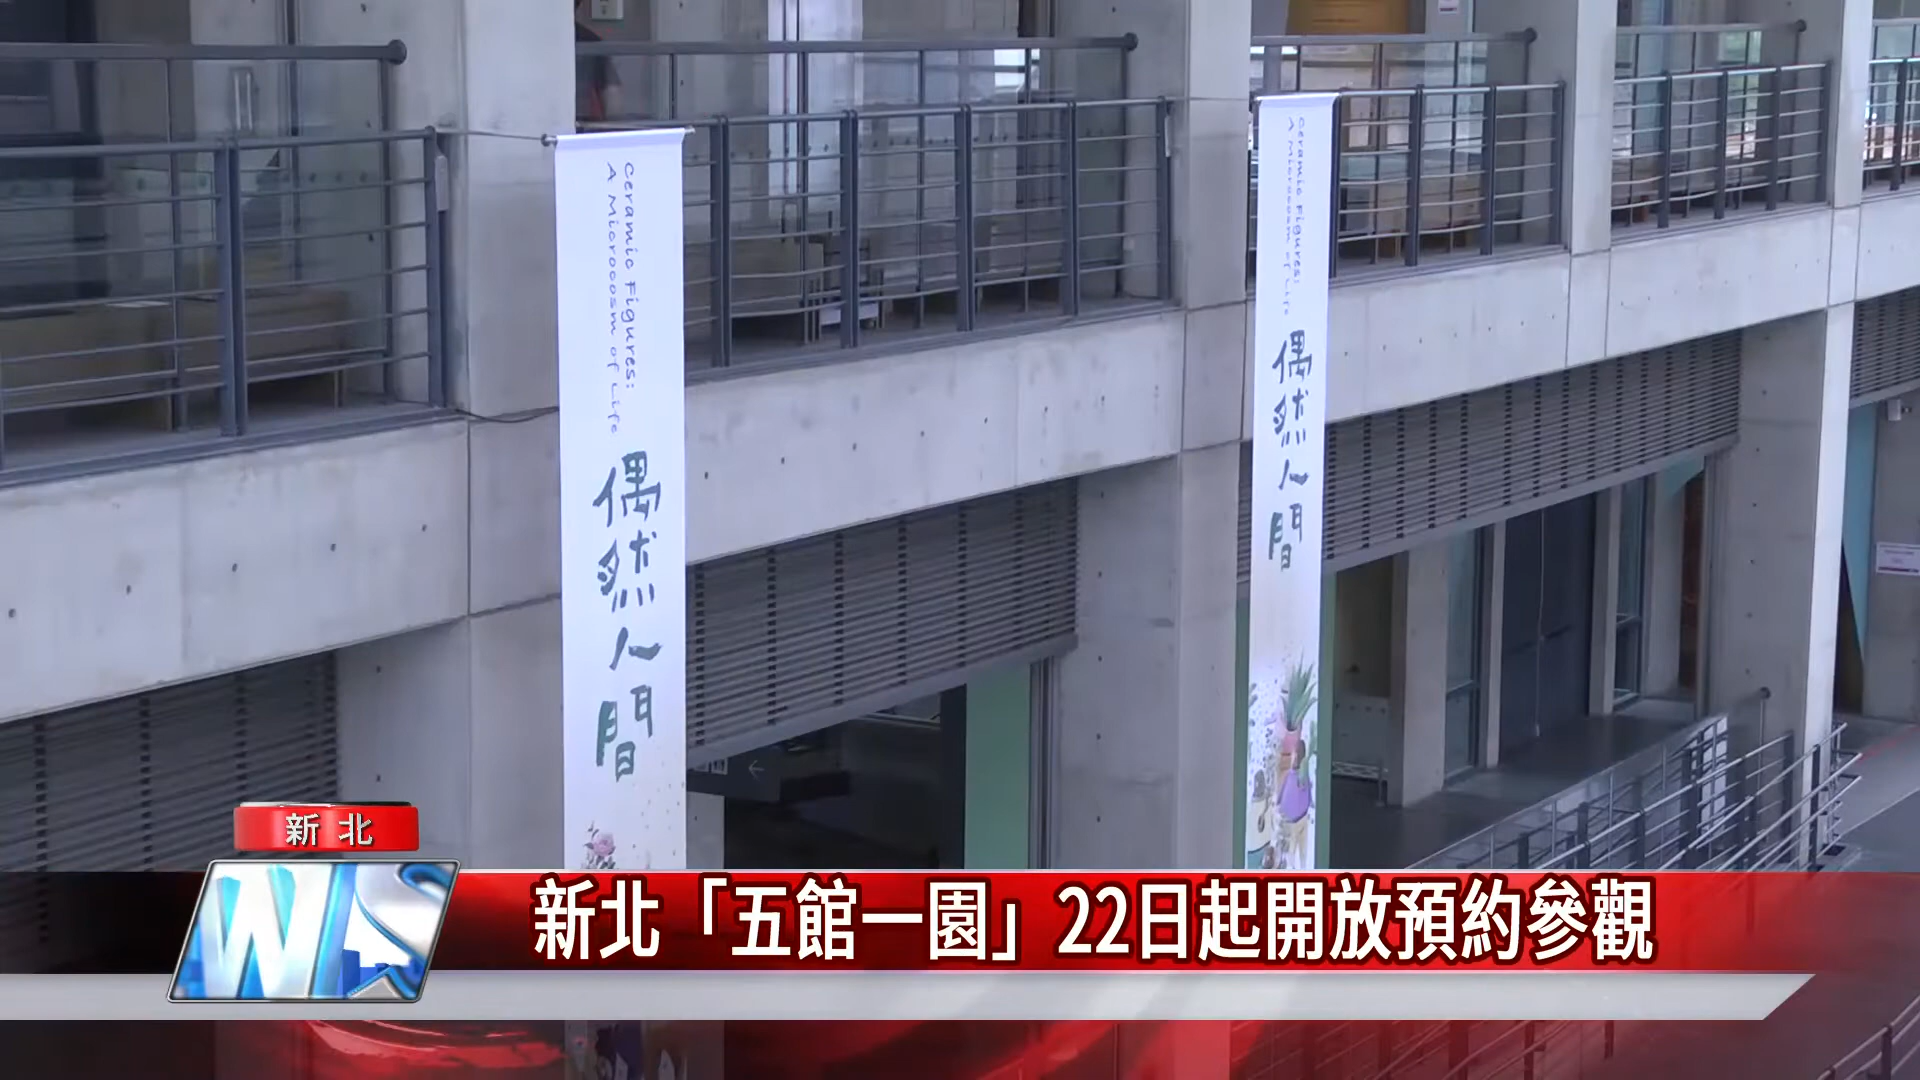 Ceramic Figures:
A Microcosm of Life
偶然人間
Ceramic Figures:
A Microcosm of Life
偶然人間
新北
WIS
新北「五館一園」22日起開放預約參觀